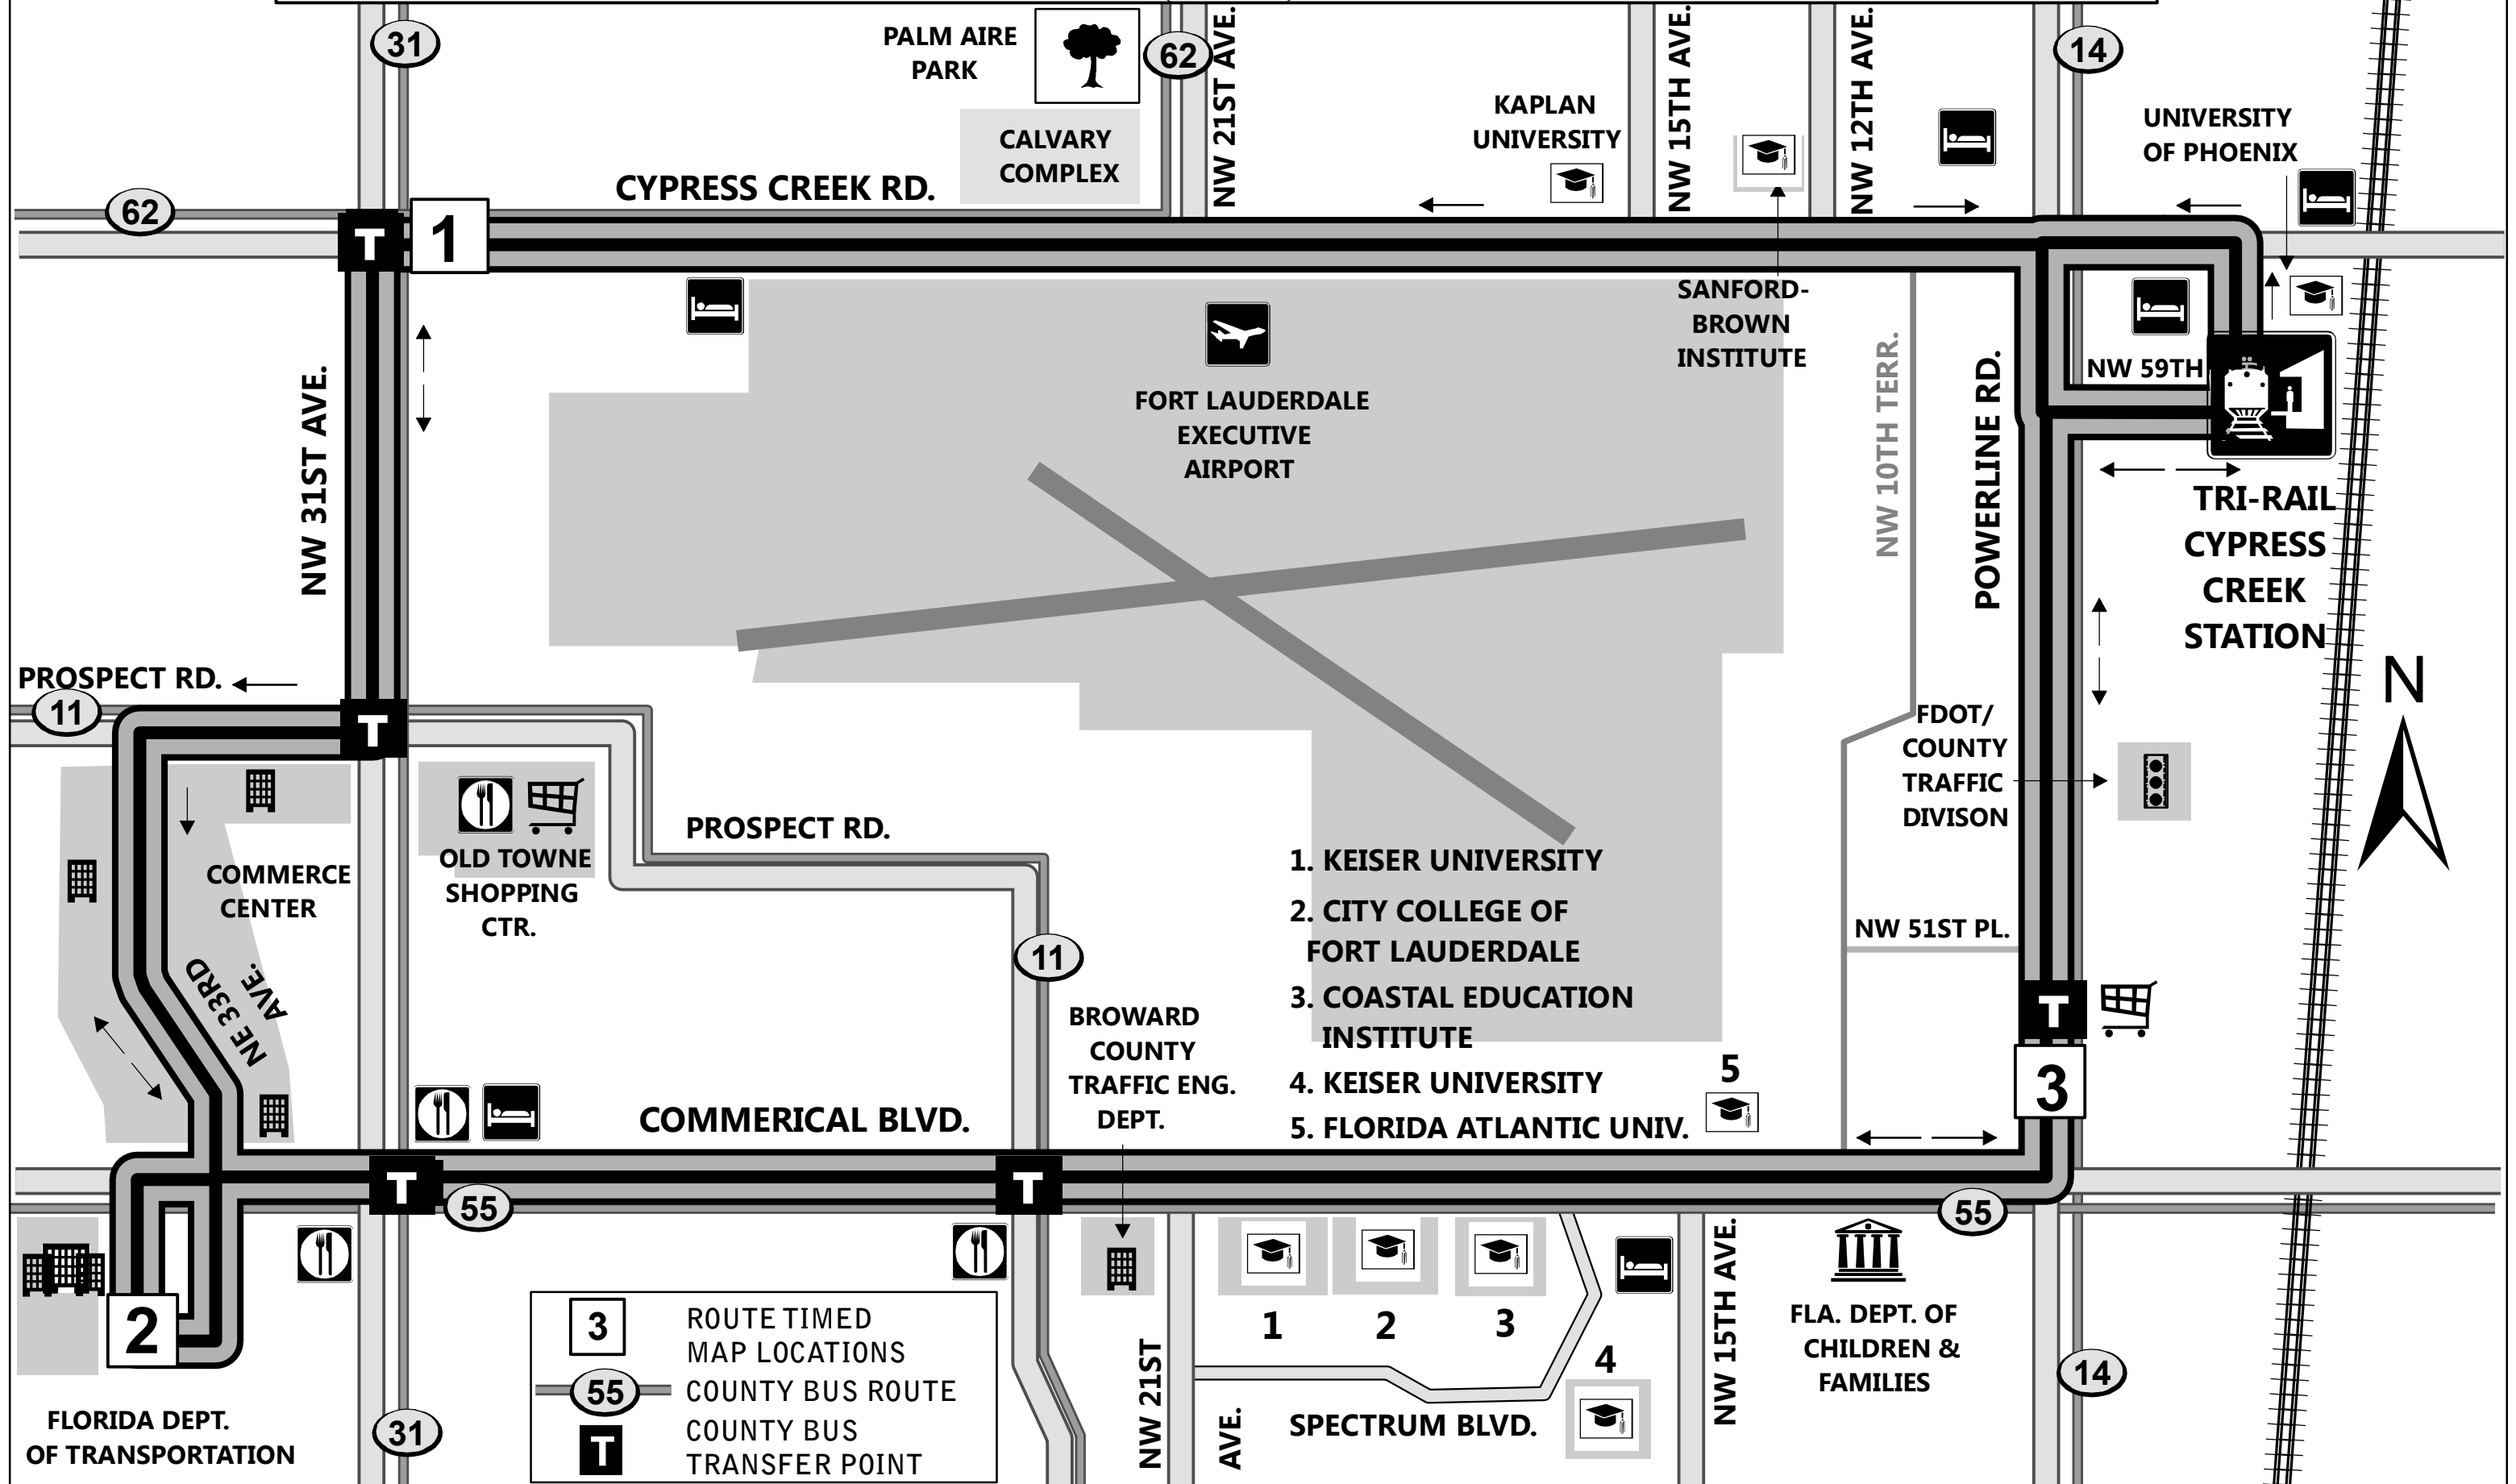 31
PALM AIRE
PARK
62
NW 21ST AVE.
NW 15TH AVE.
NW 12TH AVE.
14
CALVARY
COMPLEX
KAPLAN
UNIVERSITY
UNIVERSITY
OF PHOENIX
62
CYPRESS CREEK RD.
T
1
SANFORD-
BROWN
INSTITUTE
NW 31ST AVE.
FORT LAUDERDALE
EXECUTIVE
AIRPORT
NW 10TH TERR.
POWERLINE RD.
NW 59TH
TRI-RAIL
CYPRESS
CREEK
STATION
N
PROSPECT RD.
11
T
FDOT/
COUNTY
TRAFFIC
DIVISON
PROSPECT RD.
OLD TOWNE
SHOPPING
CTR.
COMMERCE
CENTER
NE 33RD
AVE.
11
1. KEISER UNIVERSITY
2. CITY COLLEGE OF
FORT LAUDERDALE
3. COASTAL EDUCATION
INSTITUTE
4. KEISER UNIVERSITY
5. FLORIDA ATLANTIC UNIV.
5
NW 51ST PL.
T
3
BROWARD
COUNTY
TRAFFIC ENG.
DEPT.
COMMERICAL BLVD.
T
55
T
55
2
FLORIDA DEPT.
OF TRANSPORTATION
31
3
ROUTE TIMED
MAP LOCATIONS
55
COUNTY BUS ROUTE
T
COUNTY BUS
TRANSFER POINT
NW 21ST
AVE.
1
2
3
4
SPECTRUM BLVD.
NW 15TH AVE.
FLA. DEPT. OF
CHILDREN &
FAMILIES
14